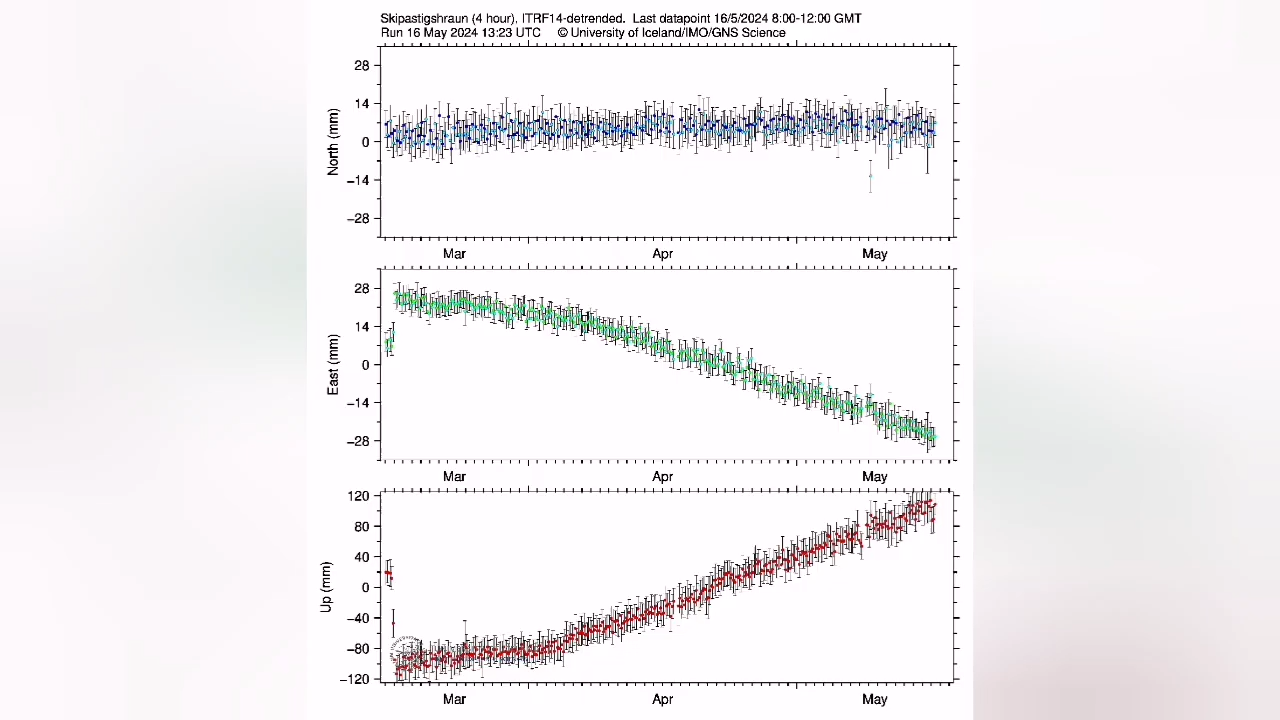 Skipastigshraun (4 hour), ITRF14-detrended. Last datapoint 16/5/2024 8:00-12:00 GMT
Run 16 May 2024 13:23 UTC © University of Iceland/IMO/GNS Science
28
14
0
−14
−28
North (mm)
Mar Apr May
28
14
0
−14
−28
East (mm)
Mar Apr May
120
80
40
0
−40
−80
−120
Up (mm)
Mar Apr May